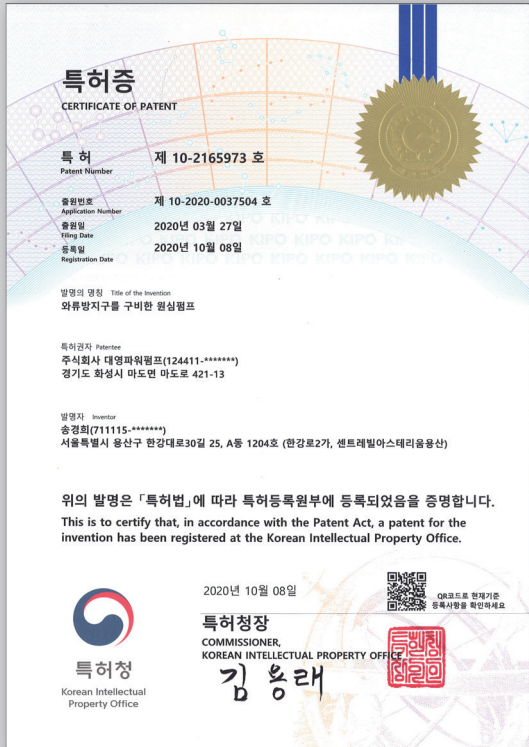 특허증
CERTIFICATE OF PATENT
특 허 제 10-2165973 호
Patent Number
출원번호 제 10-2020-0037504 호
Application Number
출원일 2020년 03월 27일
Filing Date
등록일 2020년 10월 08일
Registration Date
KIPO KIPO KIPO KIPO
발명의 명칭 Title of the Invention
와류방지구를 구비한 원심펌프
특허권자 Patentee
주식회사 대영파워펌프(124411-*******)
경기도 화성시 마도면 마도로 421-13
발명자 Inventor
송경희(711115-*******)
서울특별시 용산구 한강대로30길 25, A동 1204호 (한강로2가, 센트레빌아스테리움용산)
위의 발명은 「특허법」에 따라 특허등록원부에 등록되었음을 증명합니다.
This is to certify that, in accordance with the Patent Act, a patent for the
invention has been registered at the Korean Intellectual Property Office.
2020년 10월 08일
QR코드로 현재기준
등록사항을 확인하세요
특허청장
COMMISSIONER,
KOREAN INTELLECTUAL PROPERTY OFFICE
김용래
특허청
Korean Intellectual
Property Office